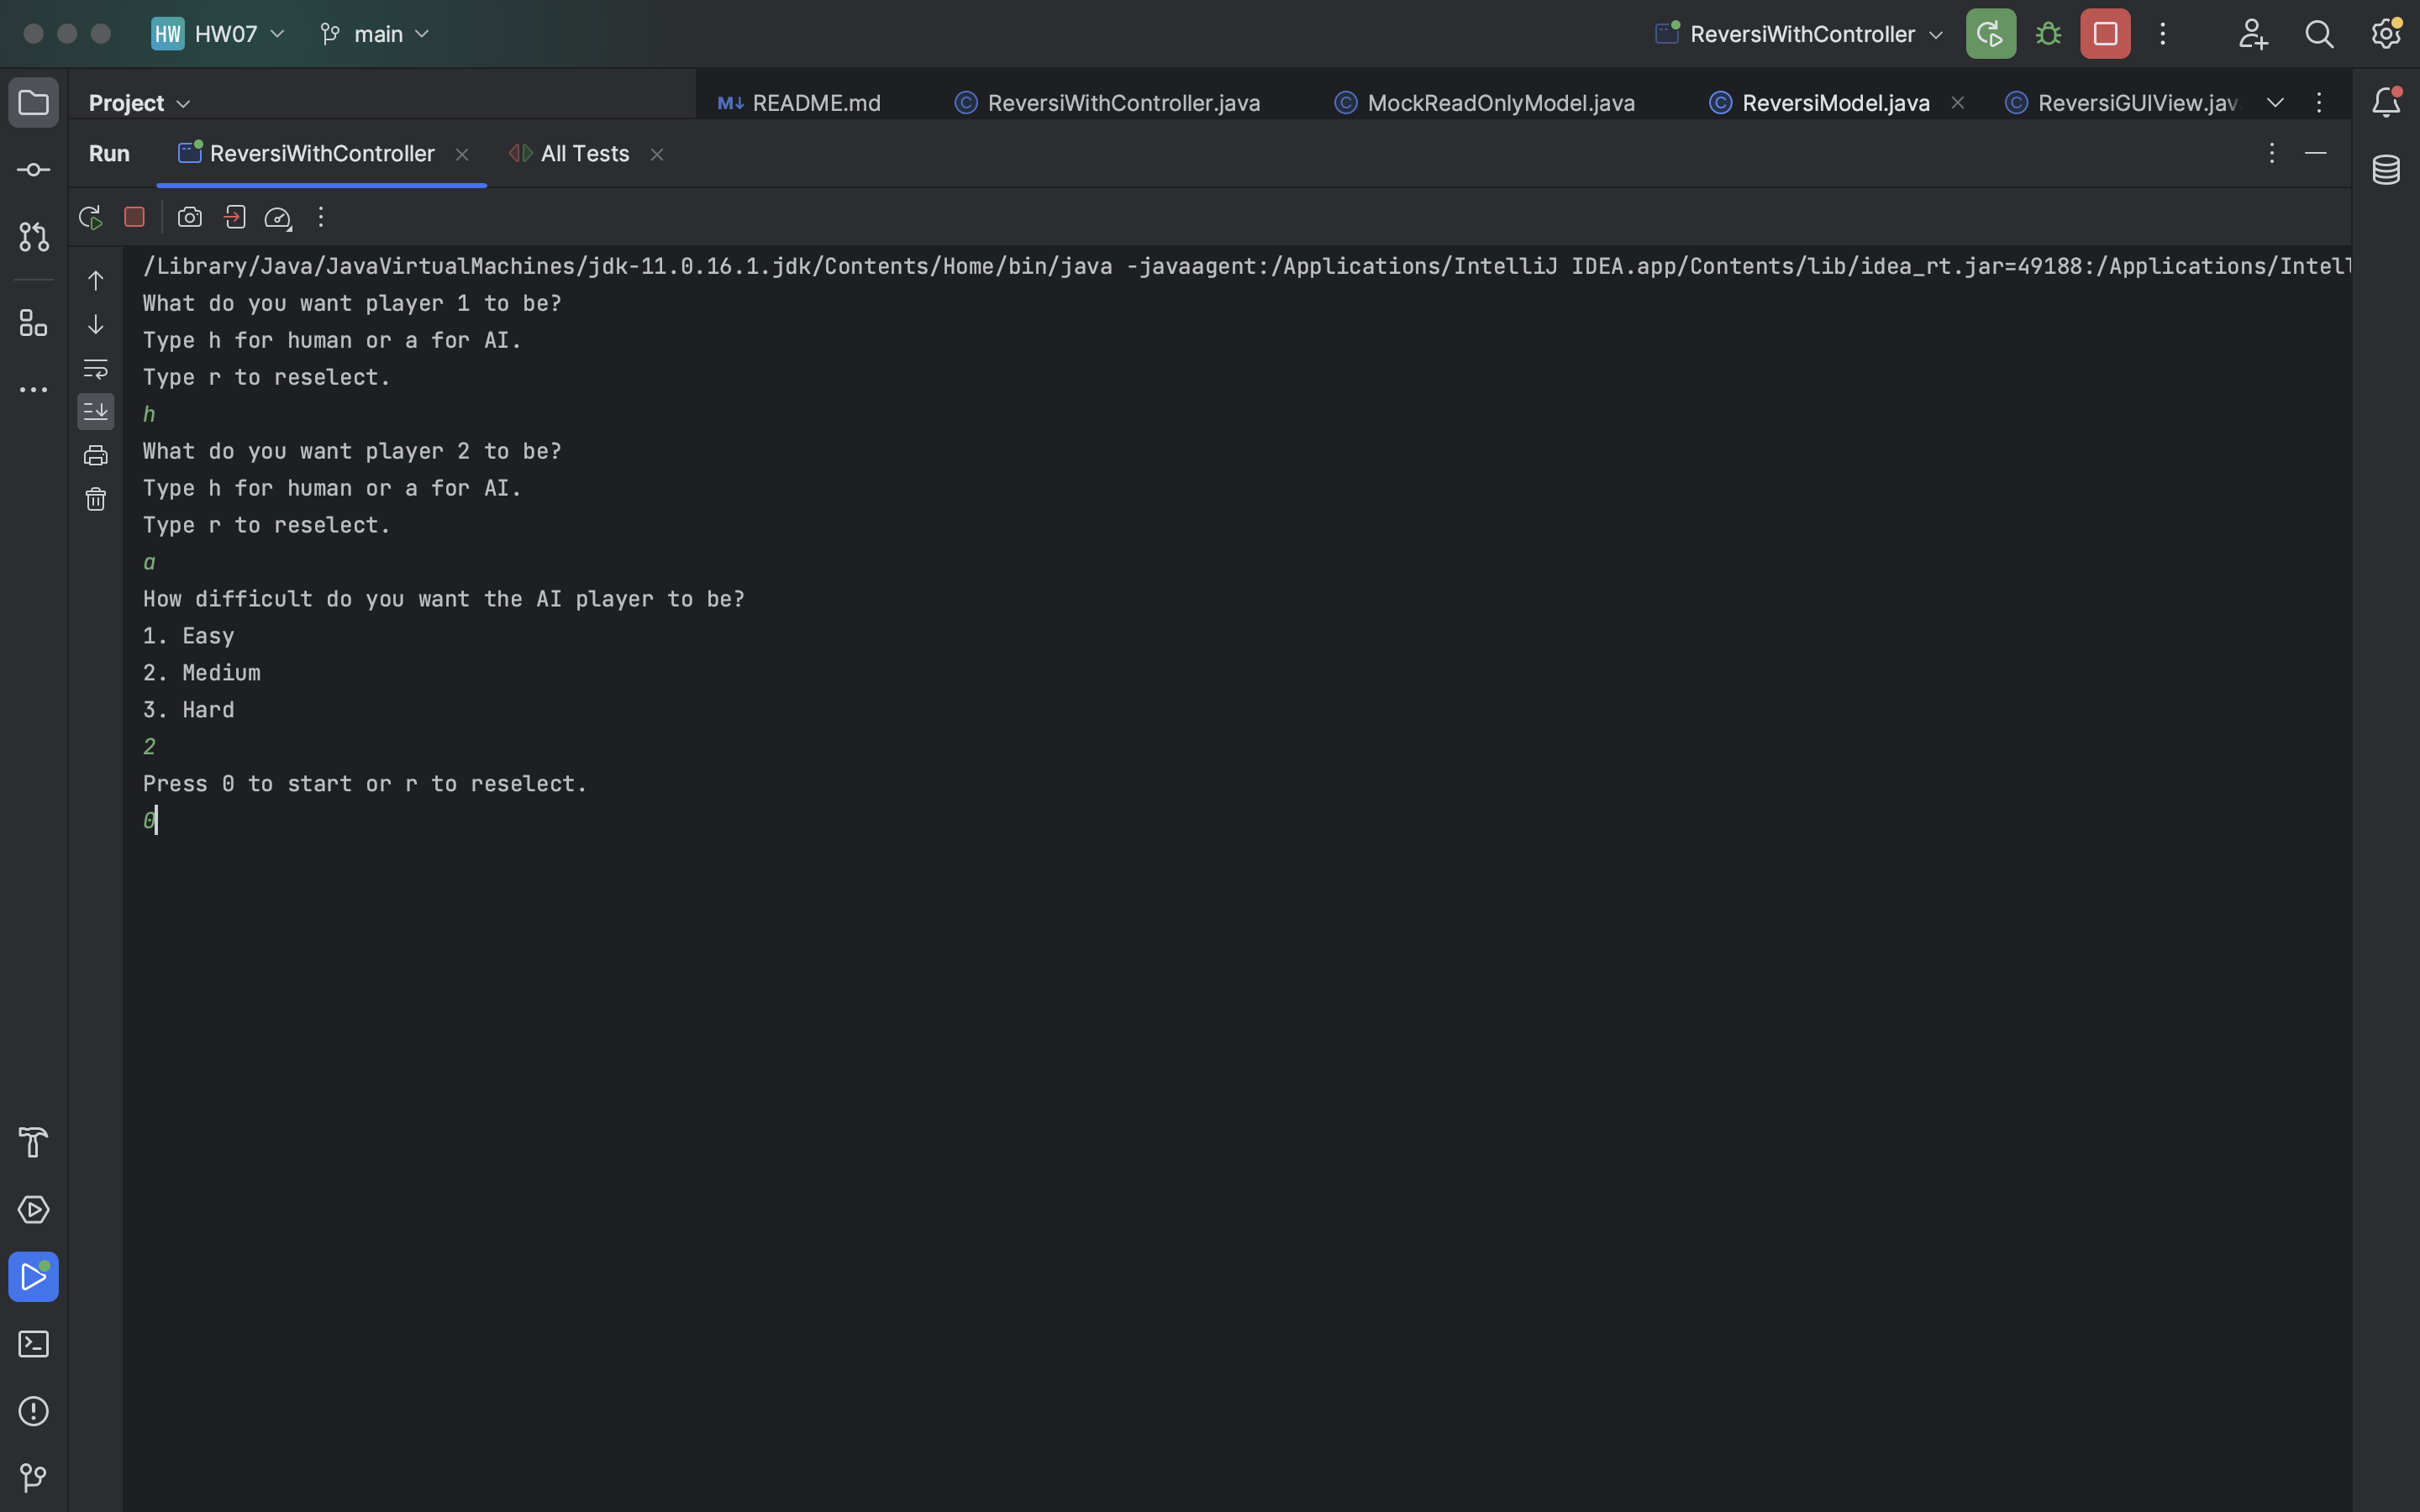 HW HW07 main ReversiWithController
Project M↓ README.md ReversiWithController.java MockReadOnlyModel.java ReversiModel.java ReversiGUIView.jav
Run ReversiWithController All Tests
/Library/Java/JavaVirtualMachines/jdk-11.0.16.1.jdk/Contents/Home/bin/java -javaagent:/Applications/IntelliJ IDEA.app/Contents/lib/idea_rt.jar=49188:/Applications/Intell
What do you want player 1 to be?
Type h for human or a for AI.
Type r to reselect.
h
What do you want player 2 to be?
Type h for human or a for AI.
Type r to reselect.
a
How difficult do you want the AI player to be?
1. Easy
2. Medium
3. Hard
2
Press 0 to start or r to reselect.
0